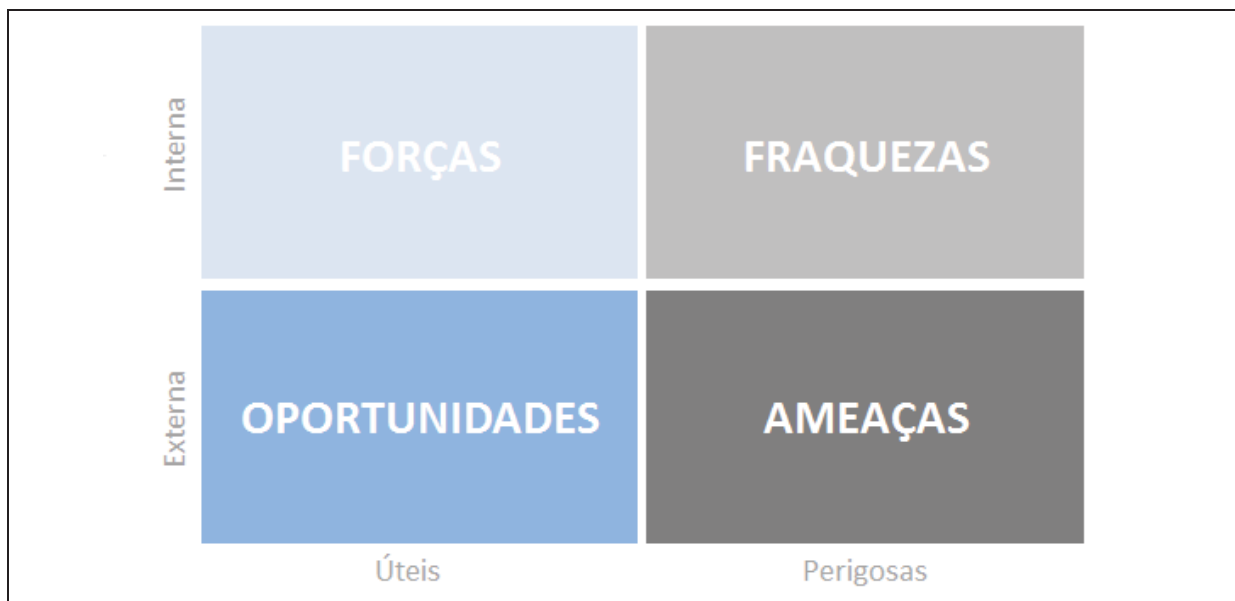 Interna
FORÇAS
FRAQUEZAS
Externa
OPORTUNIDADES
AMEAÇAS
Úteis
Perigosas